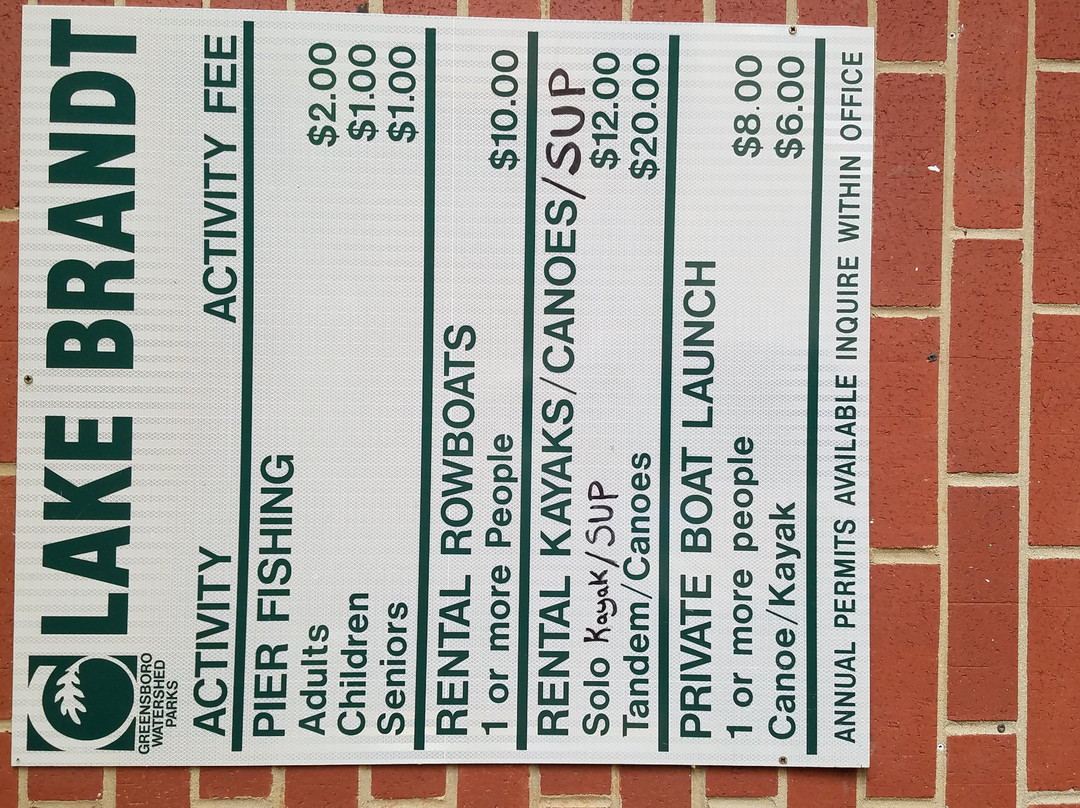 GREENSBORO
WATERSHED
PARKS
LAKE BRANDT
ACTIVITY ACTIVITY FEE
PIER FISHING
Adults $2.00
Children $1.00
Seniors $1.00
RENTAL ROWBOATS
1 or more People $10.00
RENTAL KAYAKS/CANOES/SUP
Solo Kayak/SUP $12.00
Tandem/Canoes $20.00
PRIVATE BOAT LAUNCH
1 or more people $8.00
Canoe/Kayak $6.00
ANNUAL PERMITS AVAILABLE INQUIRE WITHIN OFFICE